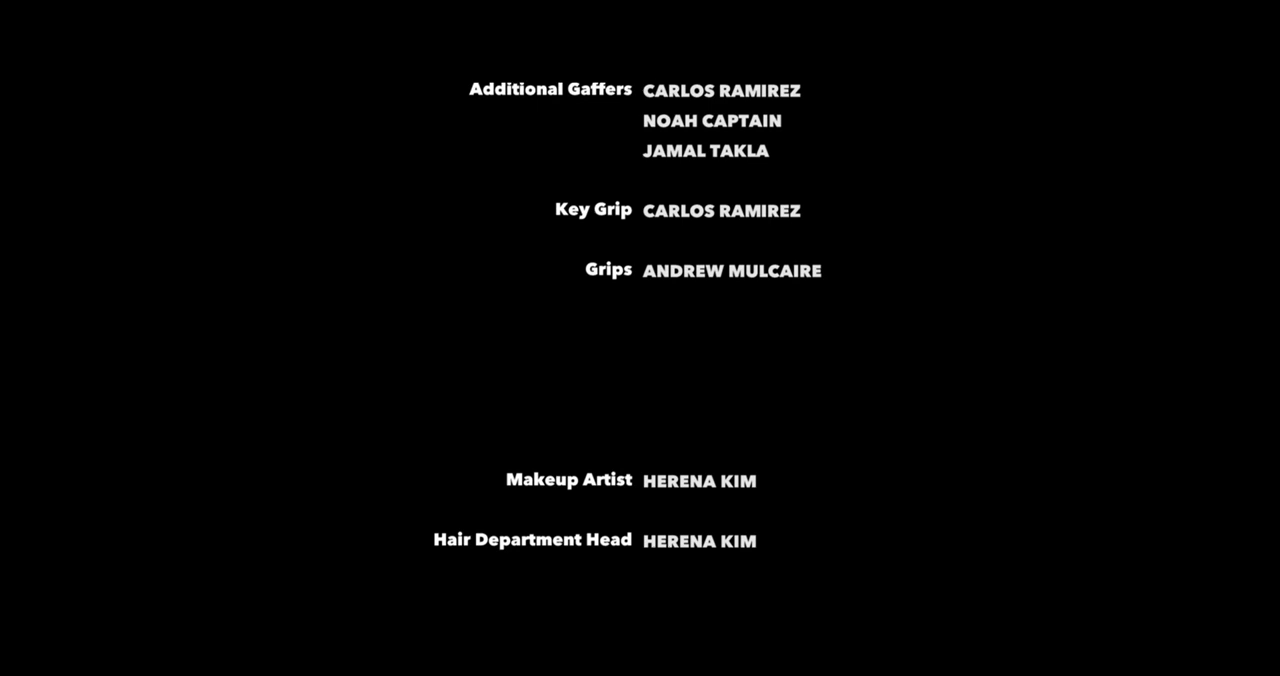 Additional Gaffers CARLOS RAMIREZ
NOAH CAPTAIN
JAMAL TAKLA
Key Grip CARLOS RAMIREZ
Grips ANDREW MULCAIRE
Makeup Artist HERENA KIM
Hair Department Head HERENA KIM